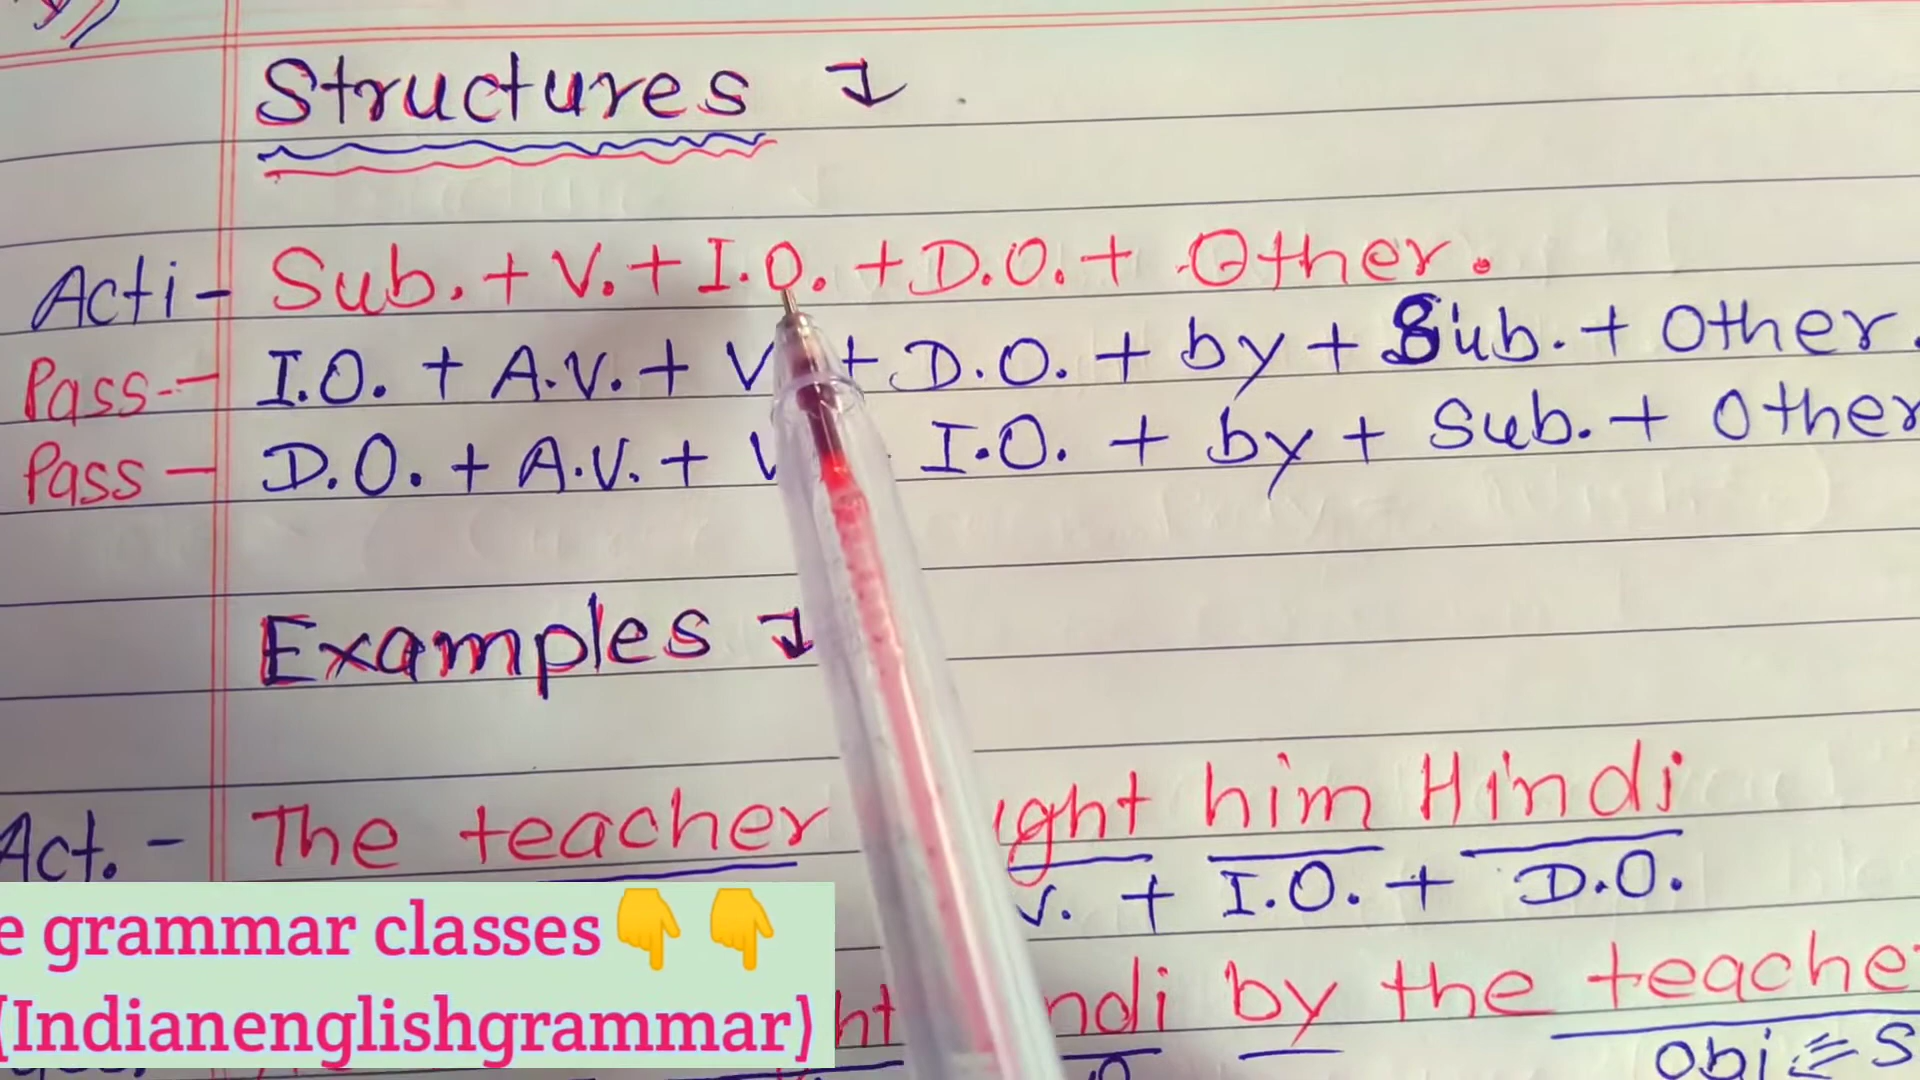 Structures ↴
Acti- Sub. + V. + I.O. + D.O. + Other.
Pass.- I.O. + A.V. + V + D.O. + by + Sub. + Other.
Pass - D.O. + A.V. + I.O. + by + Sub. + Other
Examples ↴
Act. - The teacher him Hindi
V. + I.O. + D.O.
e grammar classes👇👇
by the teache
(Indianenglishgrammar)